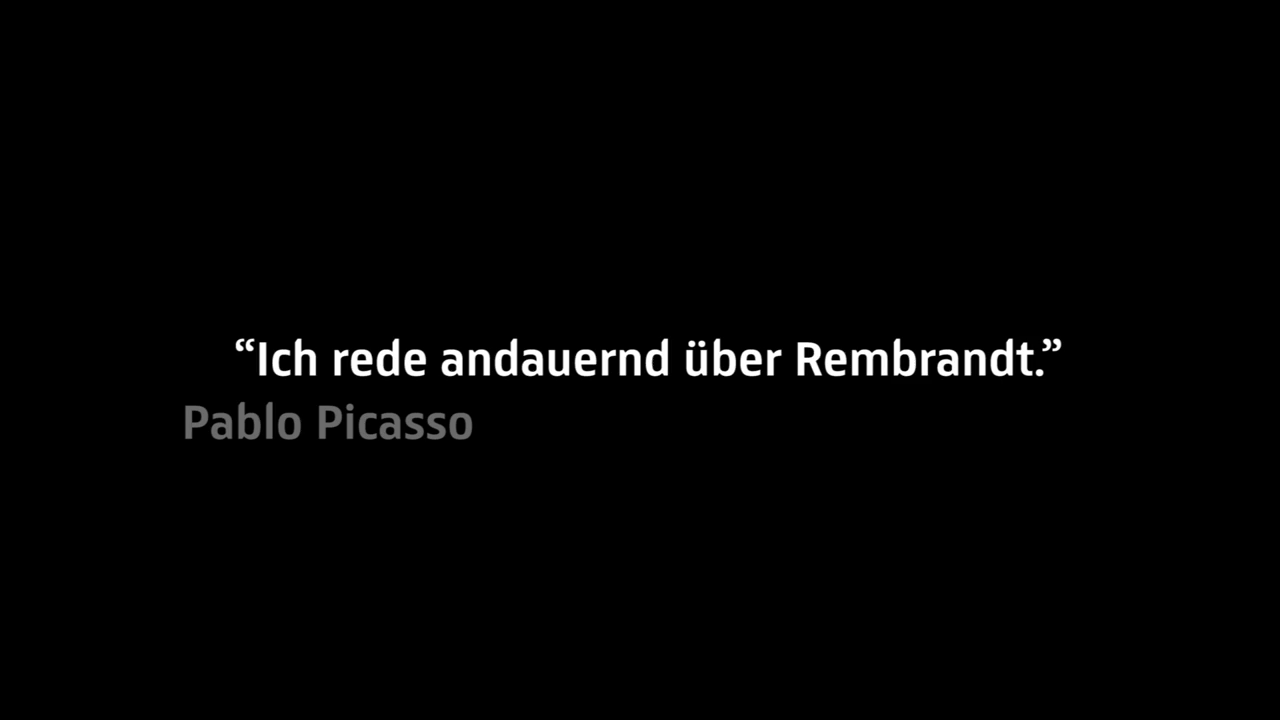 “Ich rede andauernd über Rembrandt.”
Pablo Picasso